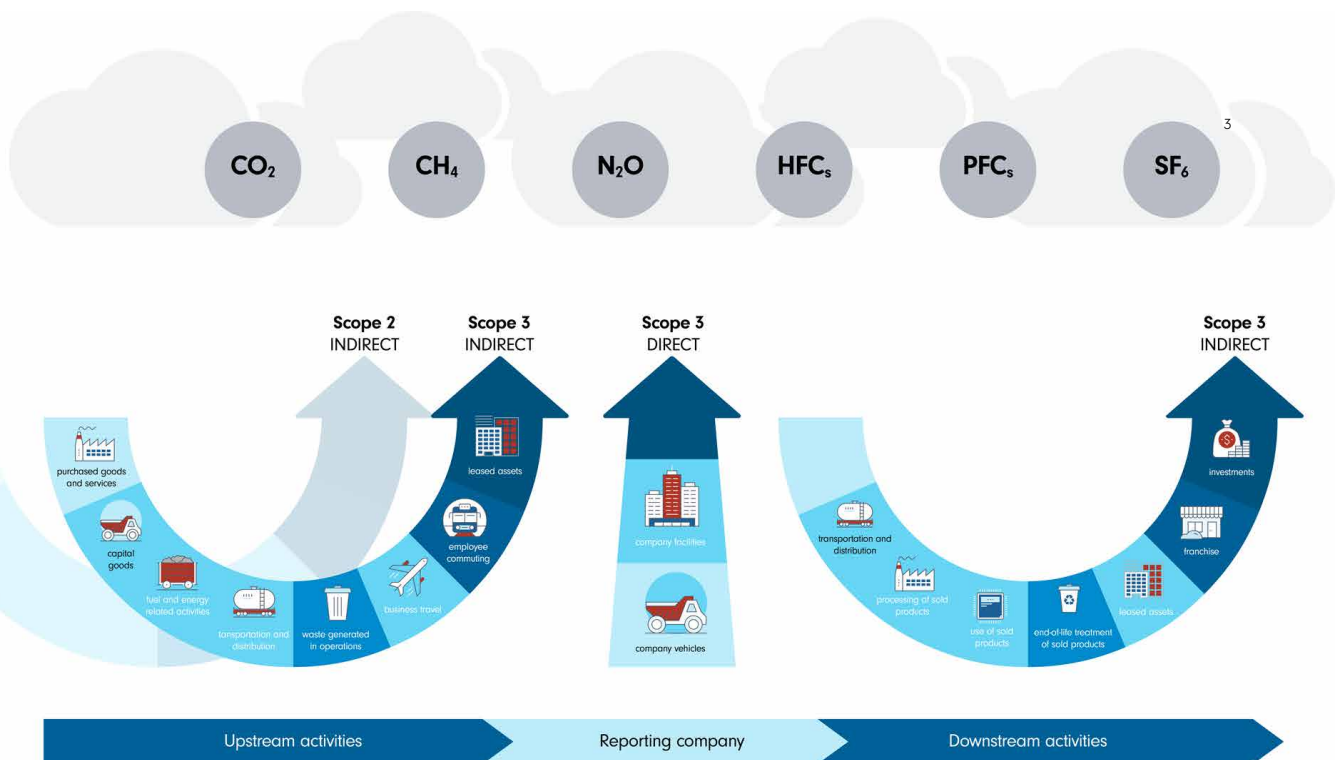 CO₂
CH₄
N₂O
HFCₛ
PFCₛ
SF₆
3
Scope 2
INDIRECT
Scope 3
INDIRECT
Scope 3
DIRECT
Scope 3
INDIRECT
purchased goods
and services
capital
goods
fuel and energy
related activities
tansportation and
distribution
waste generated
in operations
business travel
employee
commuting
leased assets
company facilities
company vehicles
transportation and
distribution
processing of sold
products
use of sold
products
end-of-life treatment
of sold products
leased assets
franchise
investments
Upstream activities
Reporting company
Downstream activities